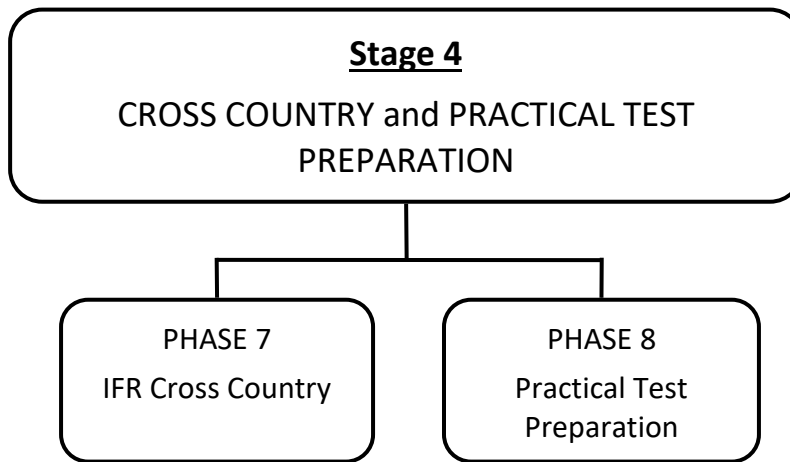 Stage 4
CROSS COUNTRY and PRACTICAL TEST
PREPARATION
PHASE 7
IFR Cross Country
PHASE 8
Practical Test
Preparation